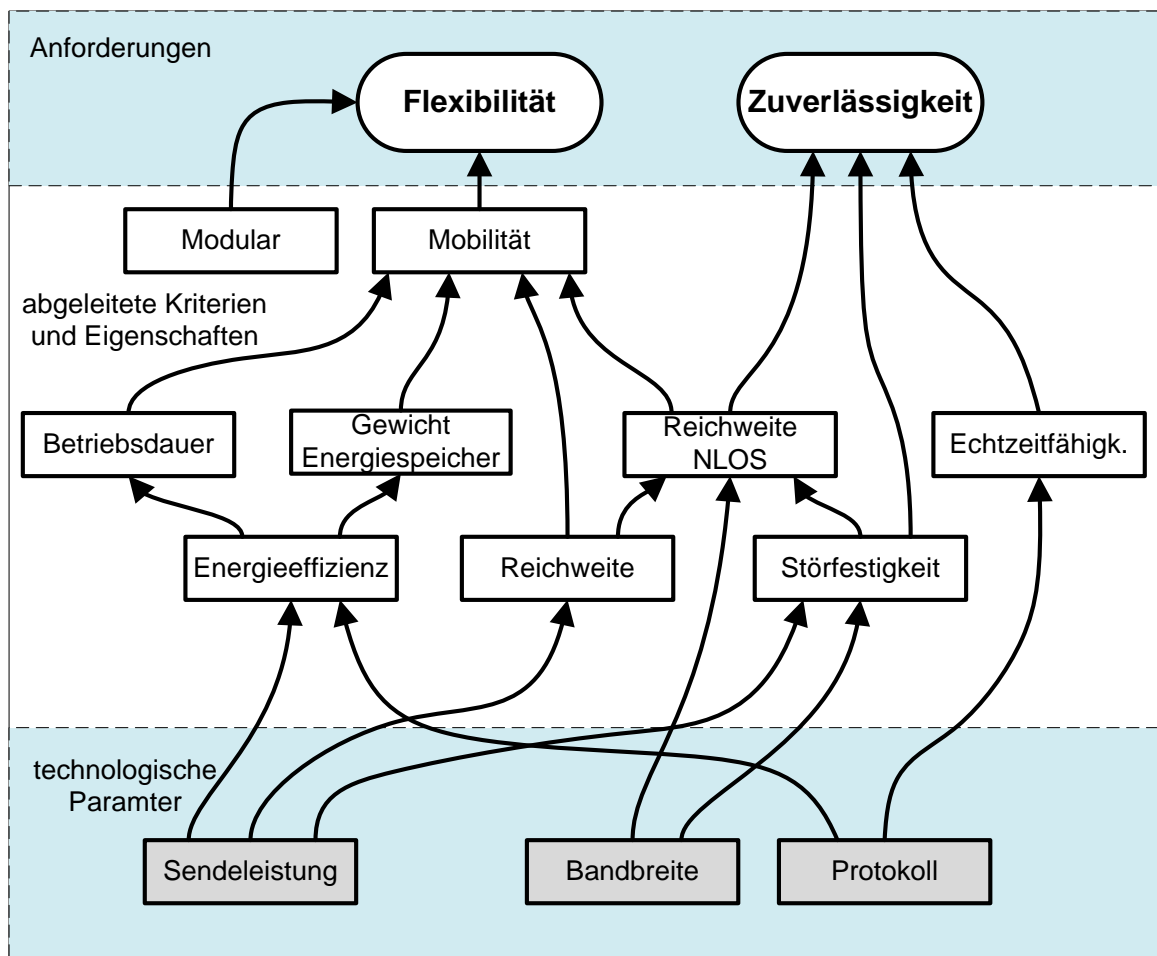 Anforderungen
Flexibilität
Zuverlässigkeit
Modular
Mobilität
abgeleitete Kriterien
und Eigenschaften
Betriebsdauer
Gewicht
Energiespeicher
Reichweite
NLOS
Echtzeitfähigk.
Energieeffizienz
Reichweite
Störfestigkeit
technologische
Paramter
Sendeleistung
Bandbreite
Protokoll